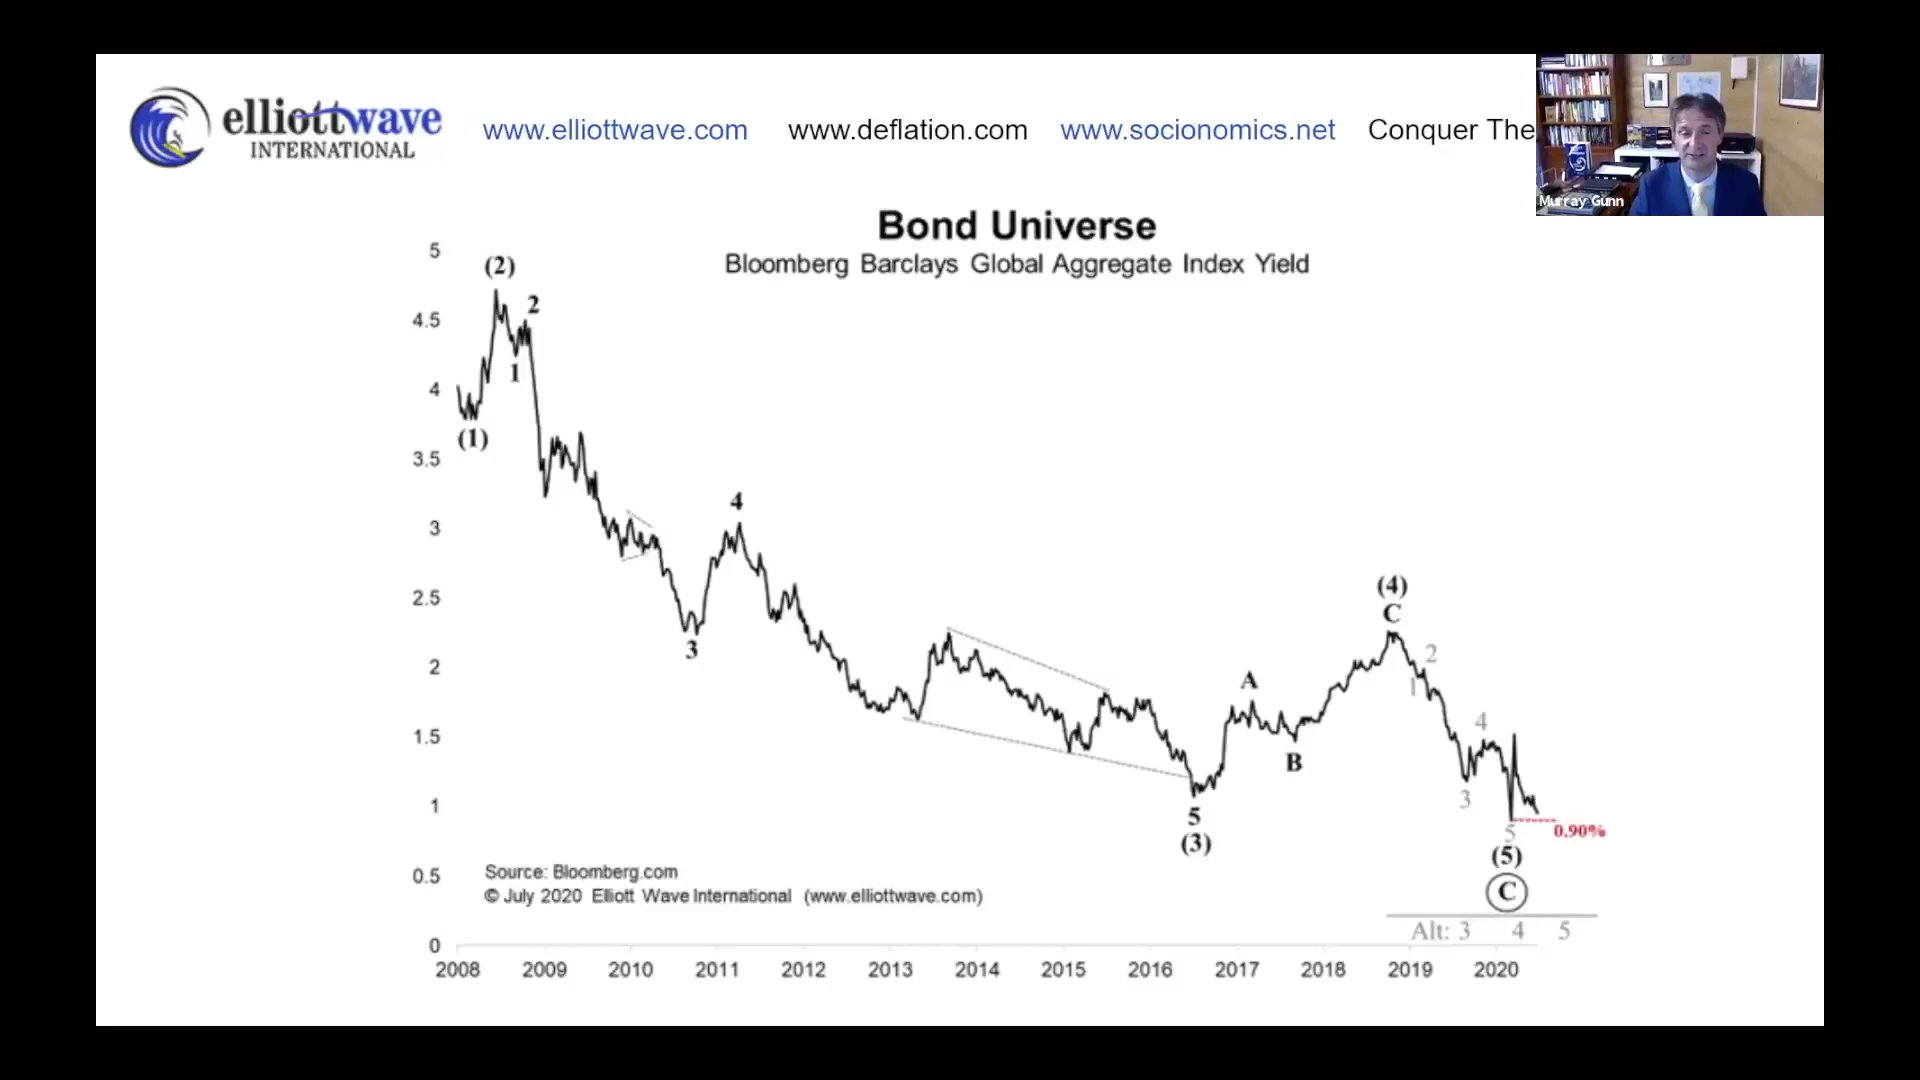 elliottwave
INTERNATIONAL
www.elliottwave.com www.deflation.com www.socionomics.net Conquer The
Murray Gunn
Bond Universe
Bloomberg Barclays Global Aggregate Index Yield
5
4.5
4
3.5
3
2.5
2
1.5
1
0.5
0
(2)
2
1
(1)
4
3
(4)
C
2
1
A
4
B
3
5
(3)
0.90%
5
(5)
C
Source: Bloomberg.com
© July 2020 Elliott Wave International (www.elliottwave.com)
Alt: 3 4 5
2008 2009 2010 2011 2012 2013 2014 2015 2016 2017 2018 2019 2020